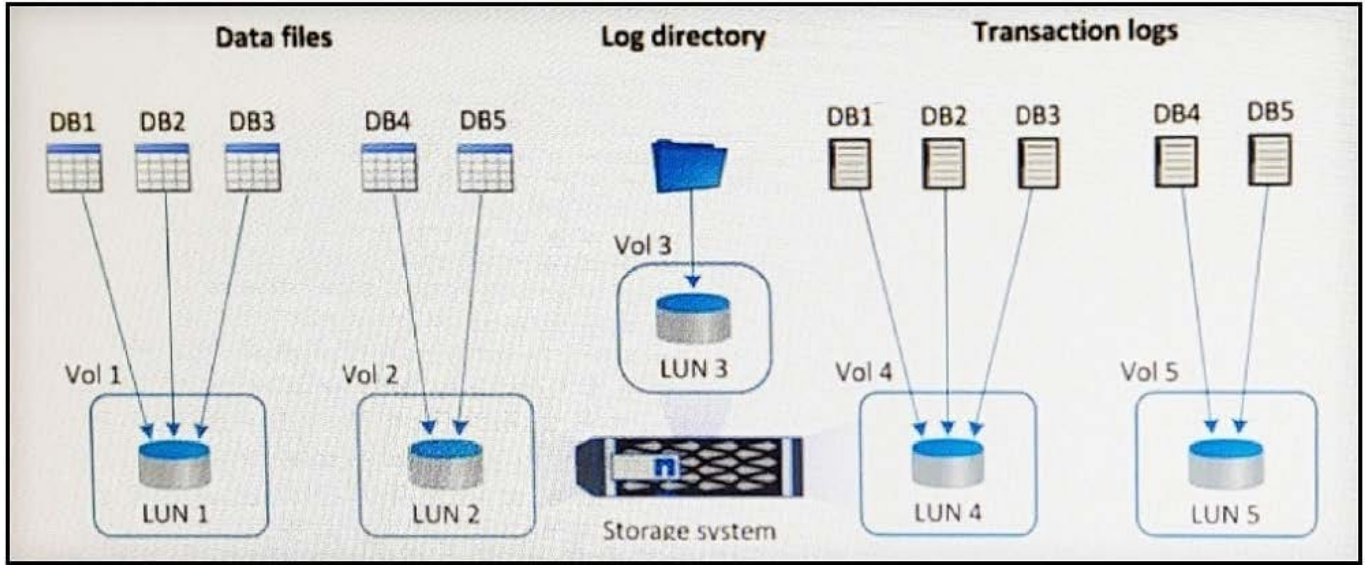 Data files
Log directory
Transaction logs
DB1 DB2 DB3 DB4 DB5
DB1 DB2 DB3 DB4 DB5
Vol 3
LUN 3
Vol 1 Vol 2 Vol 4 Vol 5
LUN 1 LUN 2 LUN 4 LUN 5
Storage system